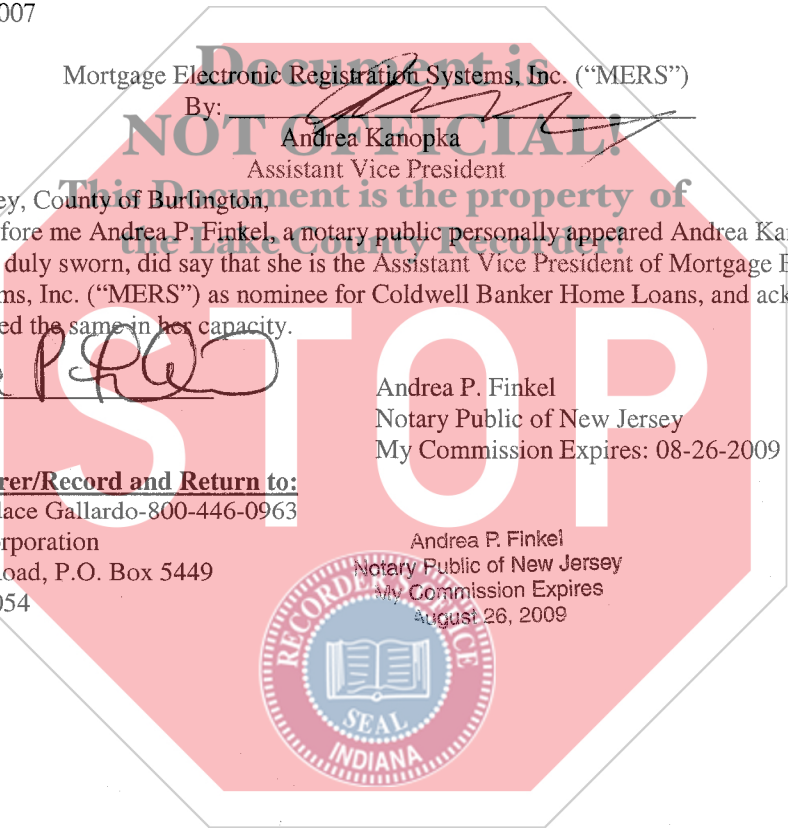 007
Document is
Mortgage Electronic Registration Systems, Inc. (“MERS”)
By:
NOT OFFICIAL!
Andrea Kanopka
Assistant Vice President
This Document is the property of
ey, County of Burlington,
fore me Andrea P. Finkel, a notary public personally appeared Andrea Ka
the Lake County Recorder!
duly sworn, did say that she is the Assistant Vice President of Mortgage E
ms, Inc. (“MERS”) as nominee for Coldwell Banker Home Loans, and ack
ed the same in her capacity.
STOP
Andrea P. Finkel
Notary Public of New Jersey
My Commission Expires: 08-26-2009
rer/Record and Return to:
lace Gallardo-800-446-0963
orporation
Road, P.O. Box 5449
054
Andrea P. Finkel
Notary Public of New Jersey
My Commission Expires
August 26, 2009
RECORDER'S OFFICE
SEAL
INDIANA